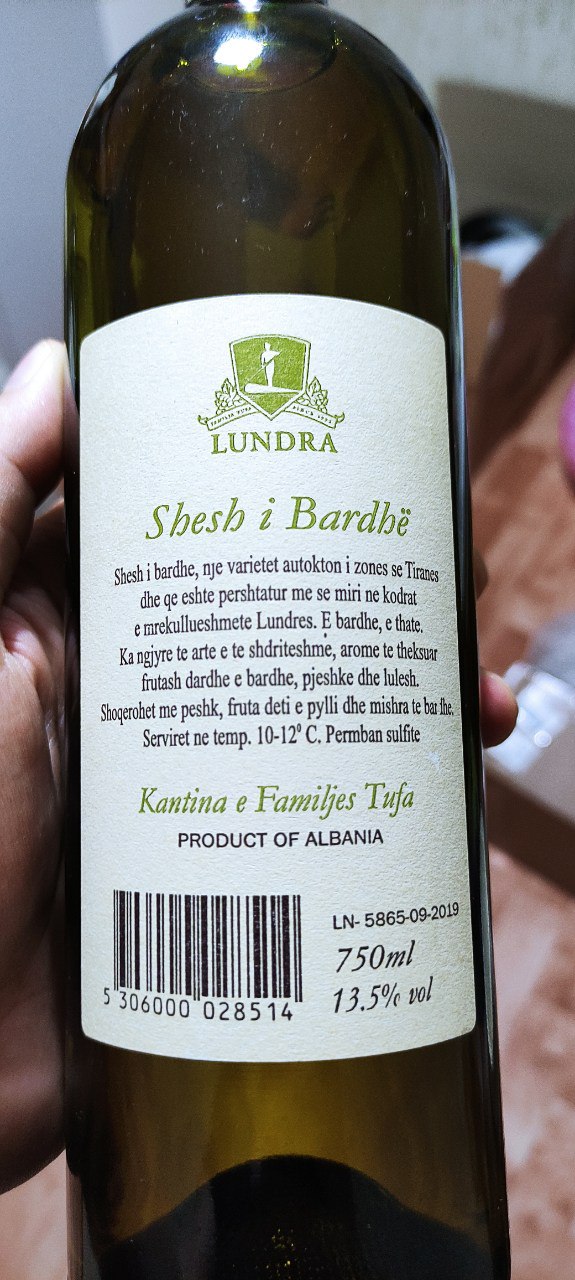 LUNDRA
Shesh i Bardhë
Shesh i bardhe, nje varietet autokton i zones se Tiranes
dhe qe eshte pershtatur me se miri ne kodrat
e mrekullueshmete Lundres. E bardhe, e thate.
Ka ngjyre te arte e te shdriteshme, arome te theksuar
frutash dardhe e bardhe, pjeshke dhe lulesh.
Shoqerohet me peshk, fruta deti e pylli dhe mishra te bardhe.
Serviret ne temp. 10-12⁰ C. Permban sulfite
Kantina e Familjes Tufa
PRODUCT OF ALBANIA
LN- 5865-09-2019
750ml
13.5% vol
5 306000 028514